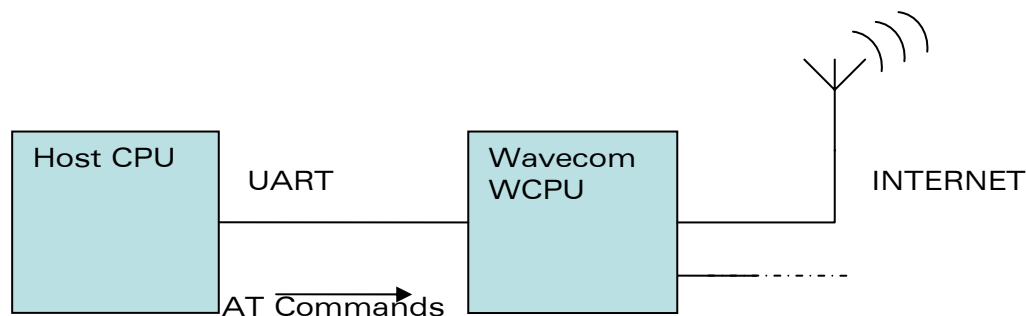 Host CPU
UART
Wavecom
WCPU
INTERNET
AT Commands